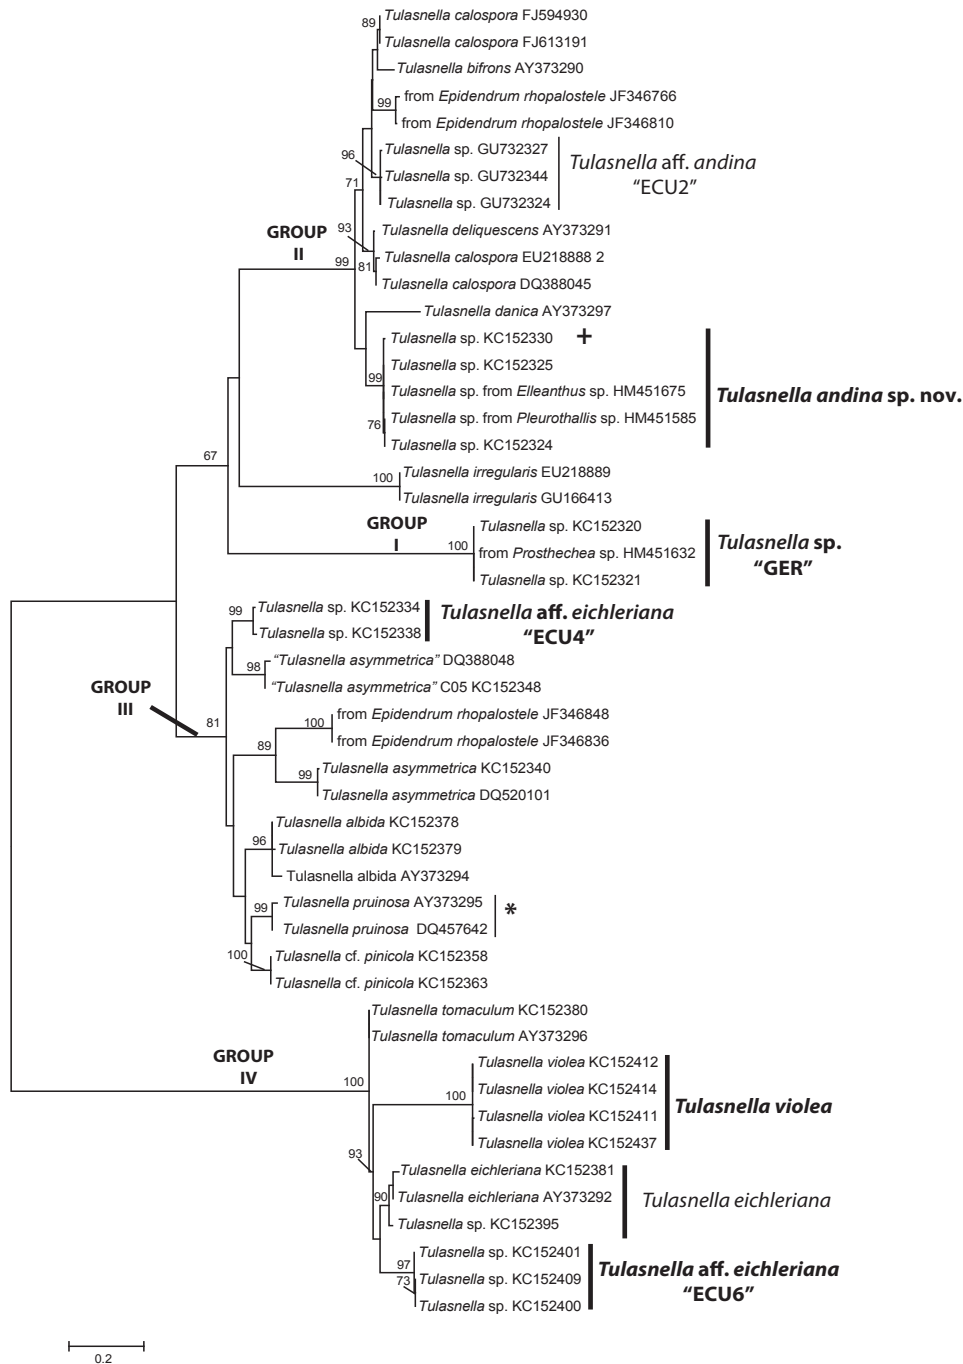 89
Tulasnella calospora FJ594930
Tulasnella calospora FJ613191
Tulasnella bifrons AY373290
99
from Epidendrum rhopalostele JF346766
from Epidendrum rhopalostele JF346810
96
Tulasnella sp. GU732327
Tulasnella sp. GU732344
Tulasnella sp. GU732324
Tulasnella aff. andina
“ECU2”
71
GROUP
II
99
93
81
Tulasnella deliquescens AY373291
Tulasnella calospora EU218888 2
Tulasnella calospora DQ388045
Tulasnella danica AY373297
Tulasnella sp. KC152330 +
Tulasnella sp. KC152325
99
Tulasnella sp. from Elleanthus sp. HM451675
Tulasnella sp. from Pleurothallis sp. HM451585
76
Tulasnella sp. KC152324
Tulasnella andina sp. nov.
67
100
Tulasnella irregularis EU218889
Tulasnella irregularis GU166413
GROUP
I
100
Tulasnella sp. KC152320
from Prosthechea sp. HM451632
Tulasnella sp. KC152321
Tulasnella sp.
“GER”
99
Tulasnella sp. KC152334
Tulasnella sp. KC152338
Tulasnella aff. eichleriana
“ECU4”
98
“Tulasnella asymmetrica” DQ388048
“Tulasnella asymmetrica” C05 KC152348
GROUP
III
81
100
from Epidendrum rhopalostele JF346848
from Epidendrum rhopalostele JF346836
89
99
Tulasnella asymmetrica KC152340
Tulasnella asymmetrica DQ520101
Tulasnella albida KC152378
96
Tulasnella albida KC152379
Tulasnella albida AY373294
99
Tulasnella pruinosa AY373295
Tulasnella pruinosa DQ457642
*
100
Tulasnella cf. pinicola KC152358
Tulasnella cf. pinicola KC152363
Tulasnella tomaculum KC152380
Tulasnella tomaculum AY373296
GROUP
IV
100
100
Tulasnella violea KC152412
Tulasnella violea KC152414
Tulasnella violea KC152411
Tulasnella violea KC152437
Tulasnella violea
93
90
Tulasnella eichleriana KC152381
Tulasnella eichleriana AY373292
Tulasnella sp. KC152395
Tulasnella eichleriana
97
73
Tulasnella sp. KC152401
Tulasnella sp. KC152409
Tulasnella sp. KC152400
Tulasnella aff. eichleriana
“ECU6”
0.2